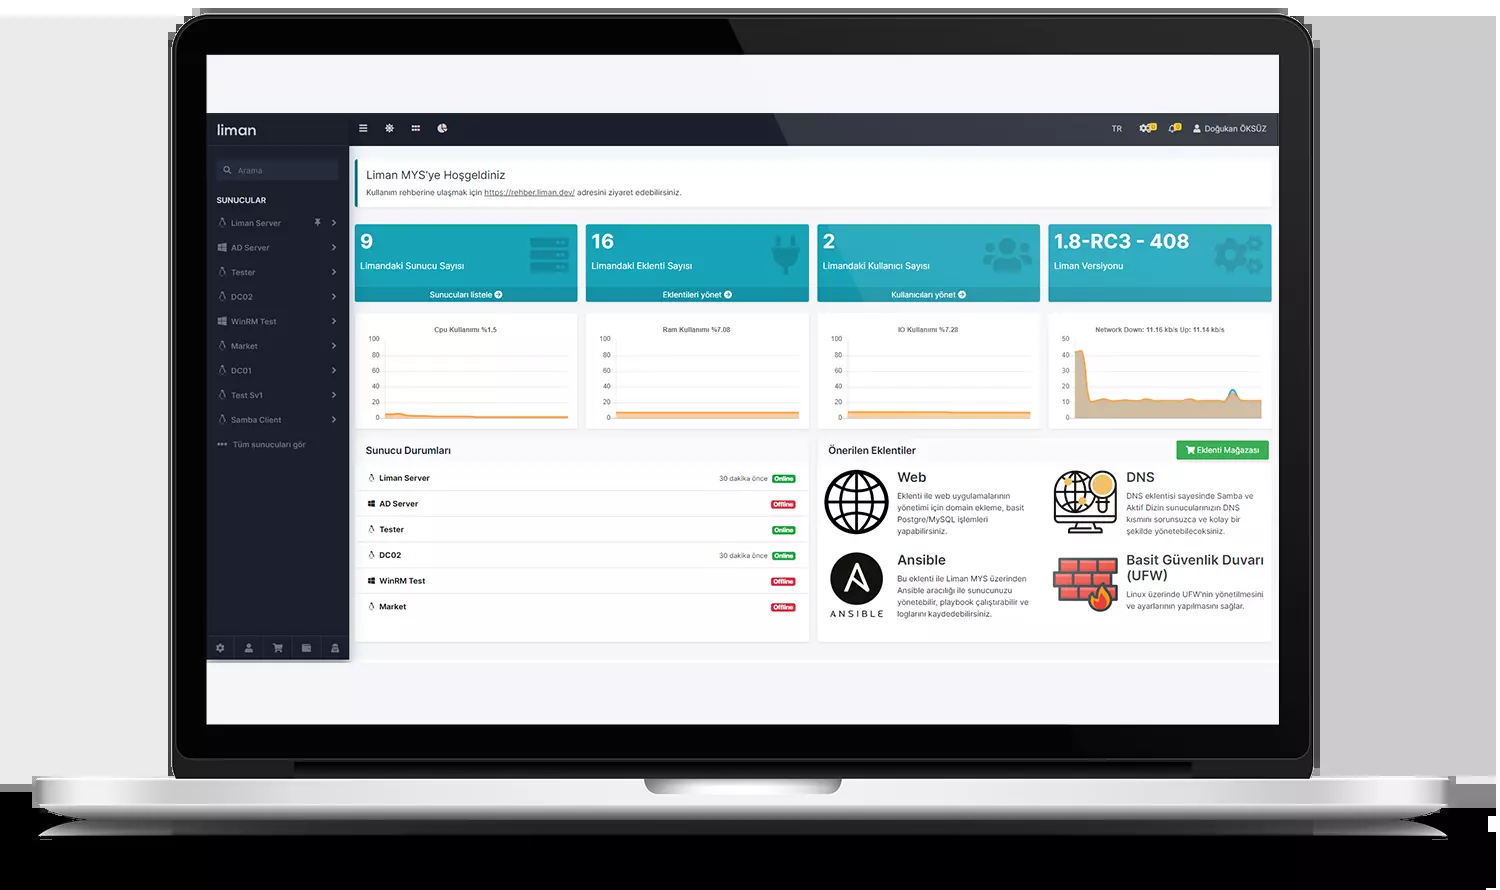 liman
TR
Doğukan ÖKSÜZ
Arama
SUNUCULAR
Liman Server
AD Server
Tester
DC02
WinRM Test
Market
DC01
Test Sv1
Samba Client
Tüm sunucuları gör
Liman MYS'ye Hoşgeldiniz
Kullanım rehberine ulaşmak için https://rehber.liman.dev/ adresini ziyaret edebilirsiniz.
9
Limandaki Sunucu Sayısı
Sunucuları listele
16
Limandaki Eklenti Sayısı
Eklentileri yönet
2
Limandaki Kullanıcı Sayısı
Kullanıcıları yönet
1.8-RC3 - 408
Liman Versiyonu
Cpu Kullanımı %1.5
100
80
60
40
20
0
Ram Kullanımı %7.08
100
80
60
40
20
0
IO Kullanımı %7.28
100
80
60
40
20
0
Network Down: 11.16 kb/s Up: 11.14 kb/s
50
40
30
20
10
0
Sunucu Durumları
Liman Server 30 dakika önce Online
AD Server Offline
Tester Online
DC02 30 dakika önce Online
WinRM Test Offline
Market Offline
Önerilen Eklentiler
Eklenti Mağazası
Web
Eklenti ile web uygulamalarının
yönetimi için domain ekleme, basit
Postgre/MySQL işlemleri
yapabilirsiniz.
DNS
DNS eklentisi sayesinde Samba ve
Aktif Dizin sunucularınızın DNS
kısmını sorunsuzca ve kolay bir
şekilde yönetebileceksiniz.
ANSIBLE
Ansible
Bu eklenti ile Liman MYS üzerinden
Ansible aracılığı ile sunucunuzu
yönetebilir, playbook çalıştırabilir ve
loglarını kaydedebilirsiniz.
Basit Güvenlik Duvarı
(UFW)
Linux üzerinde UFW'nin yönetilmesini
ve ayarlarının yapılmasını sağlar.